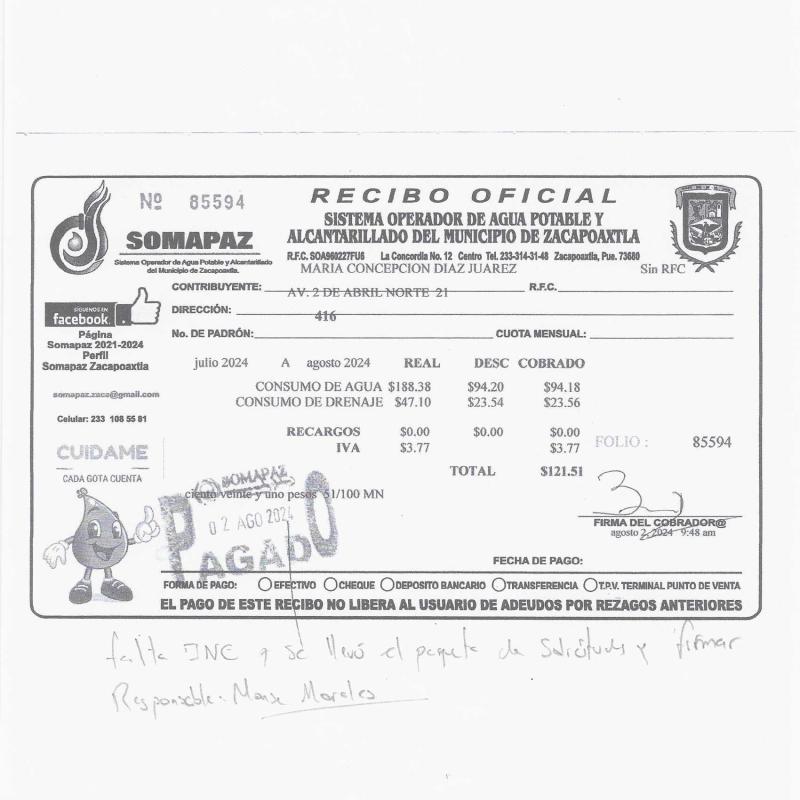 Nº 85594
RECIBO OFICIAL
SISTEMA OPERADOR DE AGUA POTABLE Y
ALCANTARILLADO DEL MUNICIPIO DE ZACAPOAXTLA
SOMAPAZ
Sistema Operador de Agua Potable y Alcantarillado
del Municipio de Zacapoaxtla.
R.F.C. SOA960227FU6 La Concordia No. 12 Centro Tel. 233-314-31-48 Zacapoaxtla, Pue. 73680
MARIA CONCEPCION DIAZ JUAREZ Sin RFC
CONTRIBUYENTE: R.F.C.
AV. 2 DE ABRIL NORTE 21
DIRECCIÓN:
416
No. DE PADRÓN: CUOTA MENSUAL:
SIGUENOS EN
facebook.
Página
Somapaz 2021-2024
Perfil
Somapaz Zacapoaxtla
somapaz.zaca@gmail.com
Celular: 233 108 55 81
CUIDAME
CADA GOTA CUENTA
julio 2024 A agosto 2024 REAL DESC COBRADO
CONSUMO DE AGUA $188.38 $94.20 $94.18
CONSUMO DE DRENAJE $47.10 $23.54 $23.56
RECARGOS $0.00 $0.00 $0.00
IVA $3.77 $3.77
FOLIO : 85594
TOTAL $121.51
ciento veinte y uno pesos 51/100 MN
SOMAPAZ
02 AGO 2024
PAGADO
FIRMA DEL COBRADOR@
agosto 2, 2024 9:48 am
FECHA DE PAGO:
FORMA DE PAGO: EFECTIVO CHEQUE DEPOSITO BANCARIO TRANSFERENCIA T.P.V. TERMINAL PUNTO DE VENTA
EL PAGO DE ESTE RECIBO NO LIBERA AL USUARIO DE ADEUDOS POR REZAGOS ANTERIORES
falta INE y se llevó el paquete de Solicitudes y firmar
Responsable: Monse Morales